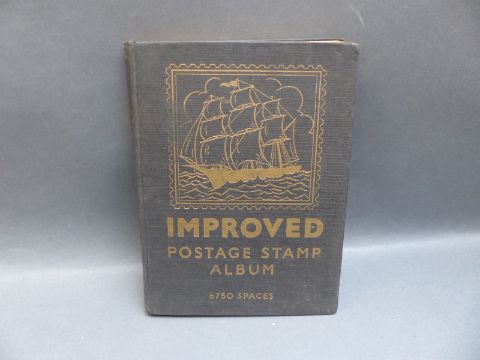 IMPROVED
POSTAGE STAMP
ALBUM
6750 SPACES